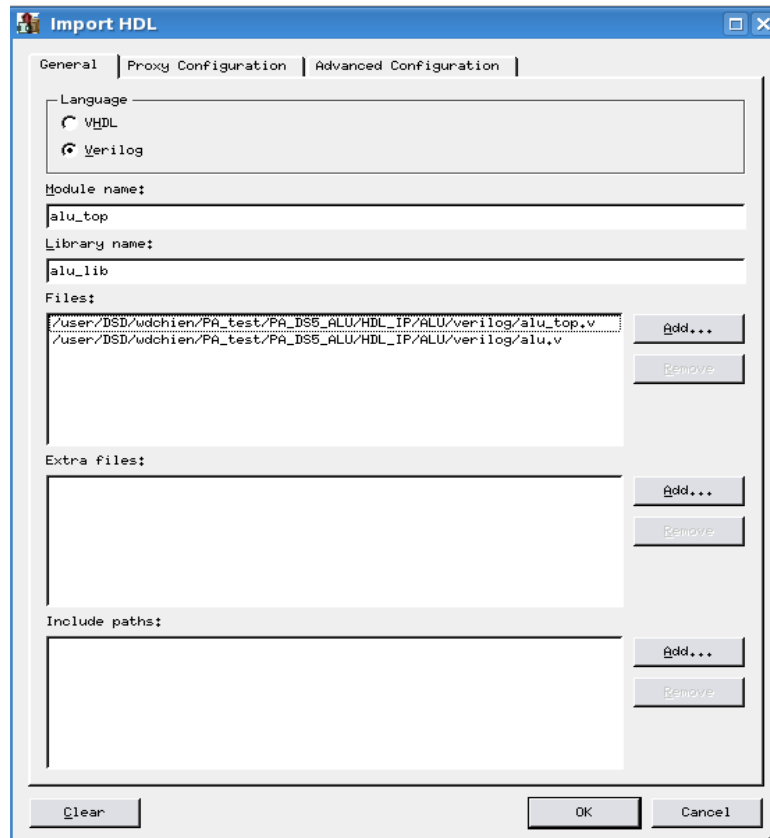 Import HDL
General
Proxy Configuration
Advanced Configuration
Language
VHDL
Verilog
Module name:
alu_top
Library name:
alu_lib
Files:
/user/DSD/wdchien/PA_test/PA_DS5_ALU/HDL_IP/ALU/verilog/alu_top.v
/user/DSD/wdchien/PA_test/PA_DS5_ALU/HDL_IP/ALU/verilog/alu.v
Add...
Remove
Extra files:
Add...
Remove
Include paths:
Add...
Remove
Clear
OK
Cancel